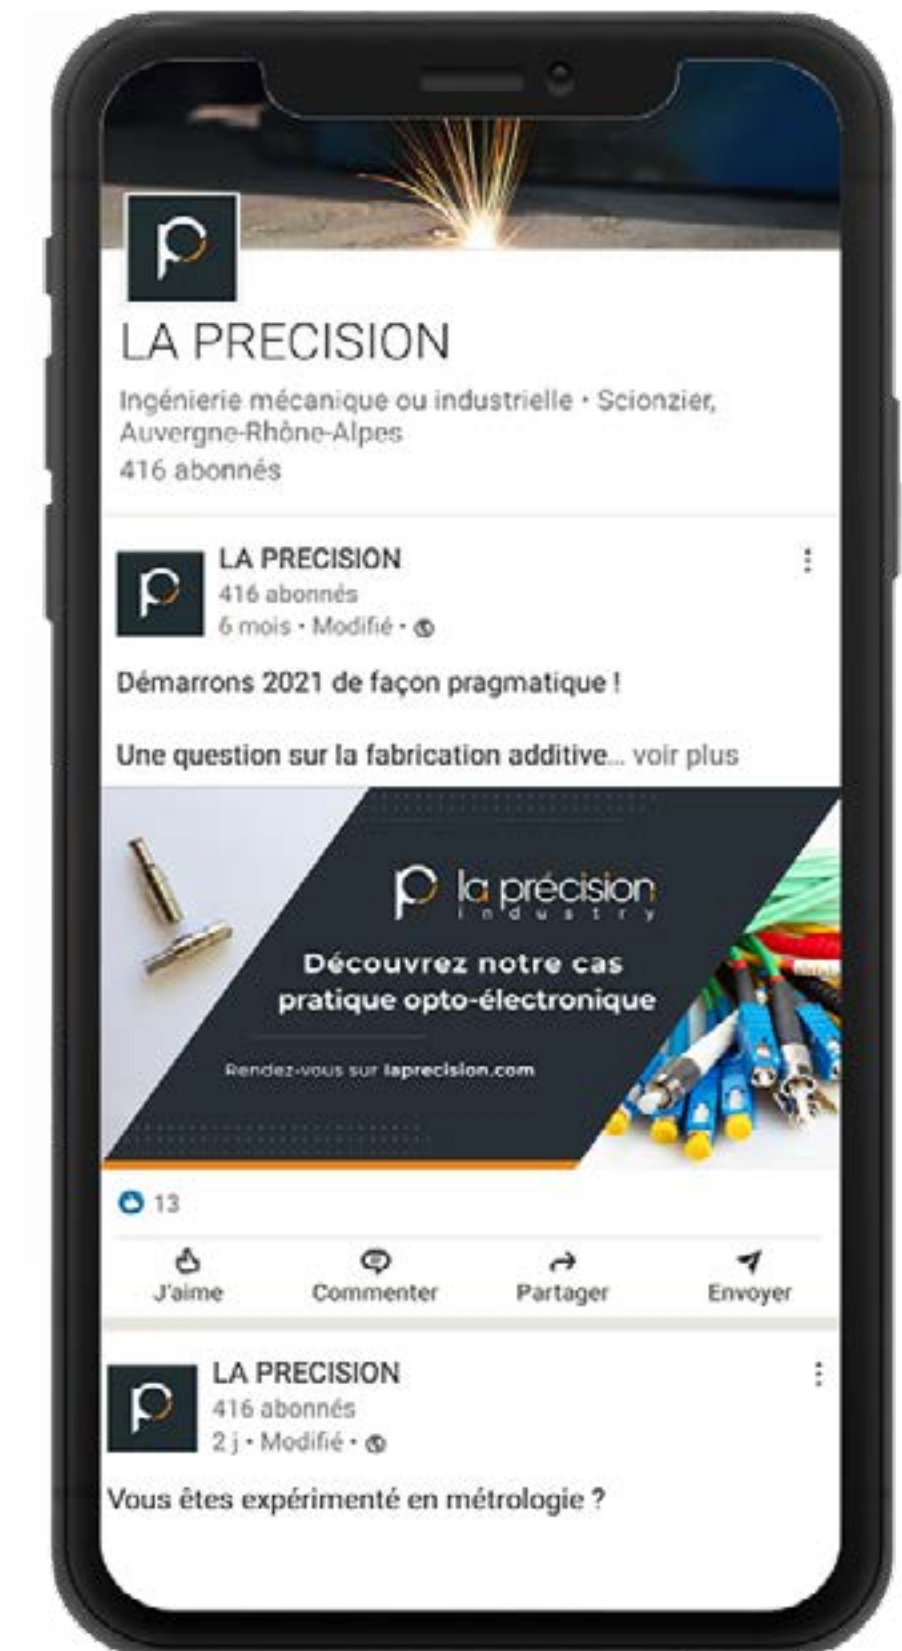 LA PRECISION
Ingénierie mécanique ou industrielle • Scionzier,
Auvergne-Rhône-Alpes
416 abonnés
LA PRECISION
416 abonnés
6 mois • Modifié •
Démarrons 2021 de façon pragmatique !
Une question sur la fabrication additive... voir plus
la précision
industry
Découvrez notre cas
pratique opto-électronique
Rendez-vous sur laprecision.com
13
J'aime Commenter Partager Envoyer
LA PRECISION
416 abonnés
2 j • Modifié •
Vous êtes expérimenté en métrologie ?